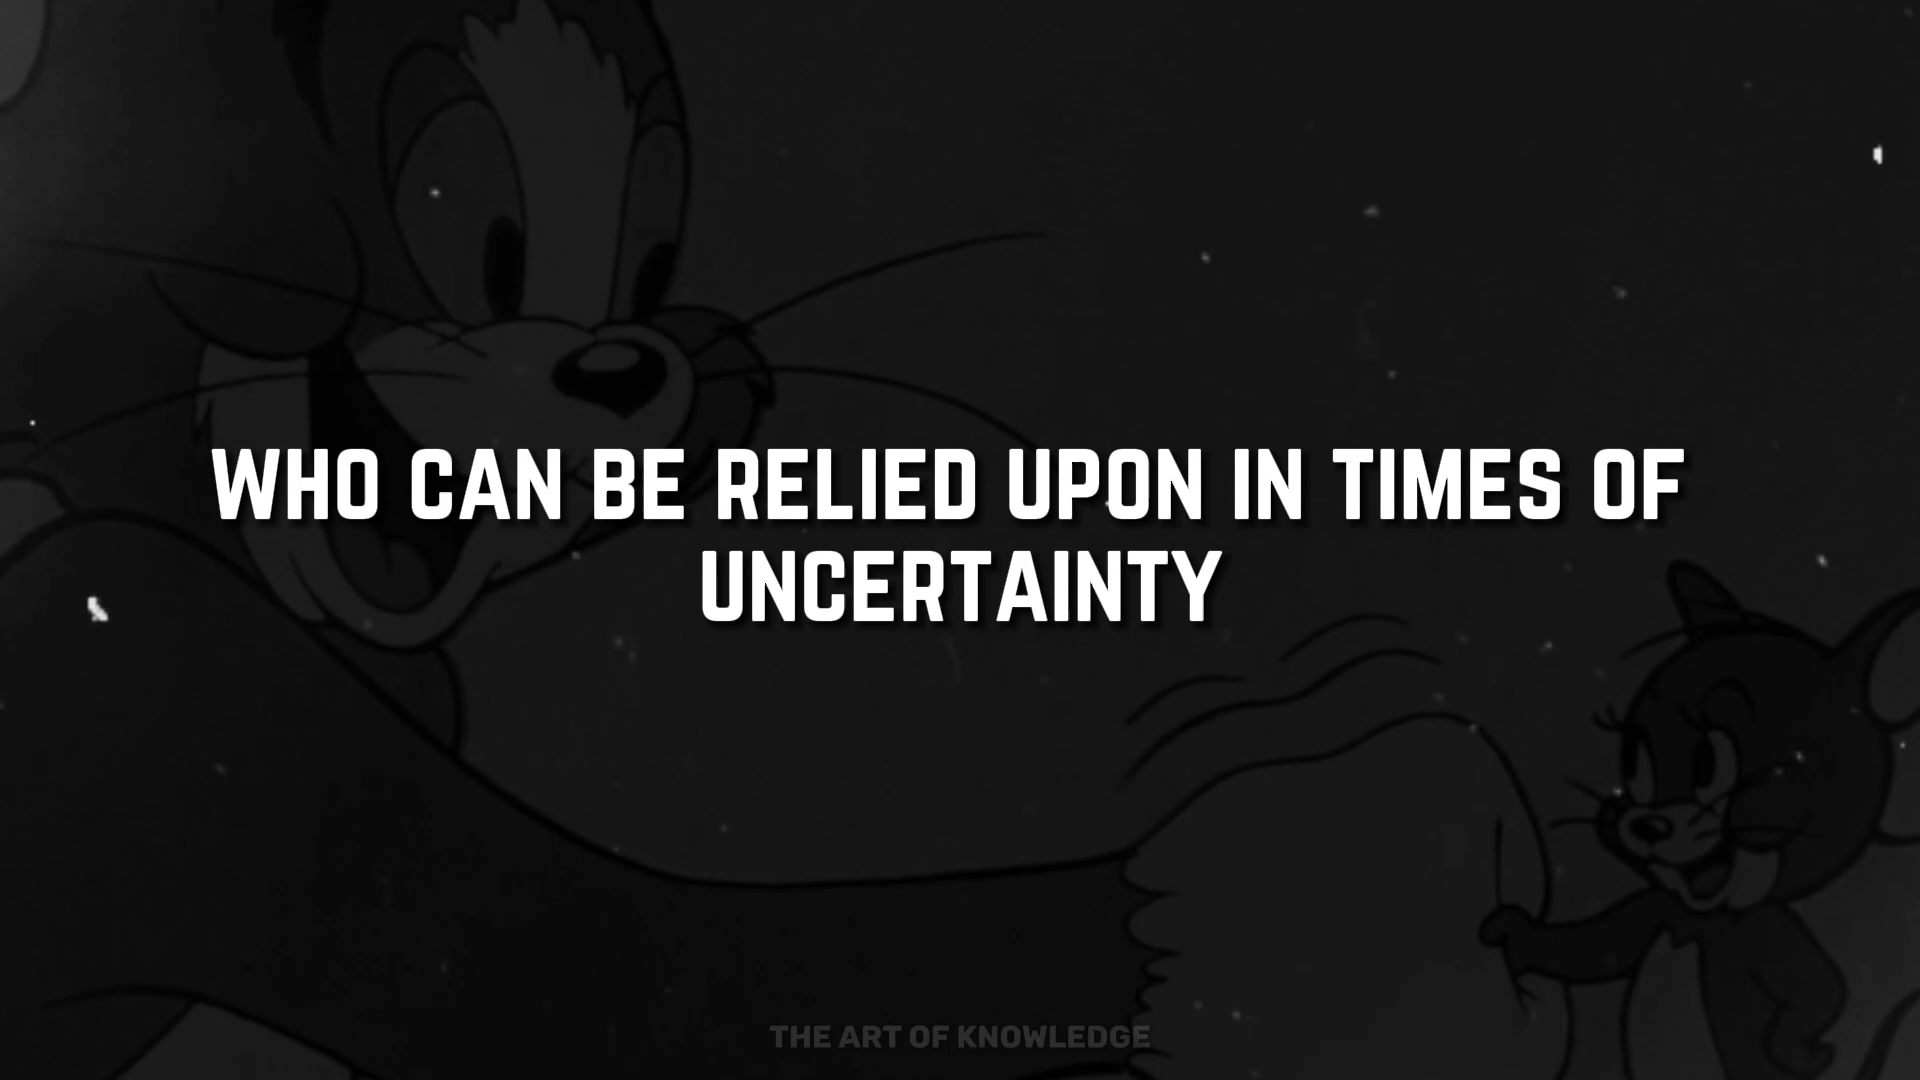 WHO CAN BE RELIED UPON IN TIMES OF
UNCERTAINTY
THE ART OF KNOWLEDGE